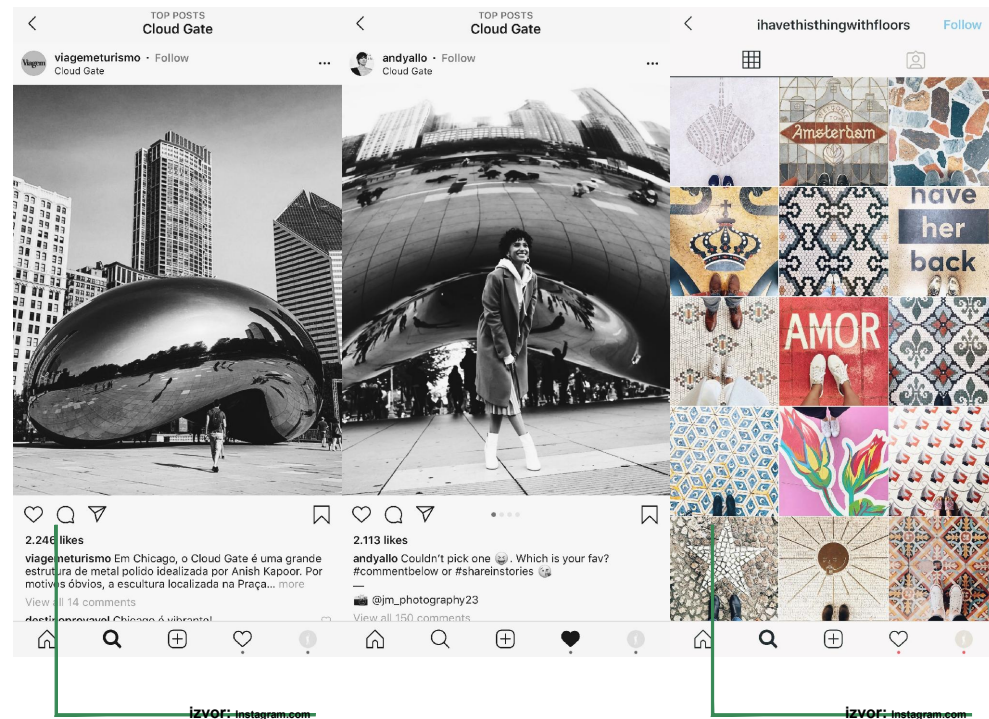 TOP POSTS
Cloud Gate
Viagem
viagemeturismo · Follow
Cloud Gate
2.246 likes
viagemeturismo Em Chicago, o Cloud Gate é uma grande
estrutura de metal polido idealizada por Anish Kapoor. Por
motivos óbvios, a escultura localizada na Praça... more
View all 14 comments
destinoprovavel Chicago é vibrante!
TOP POSTS
Cloud Gate
andyallo · Follow
Cloud Gate
2.113 likes
andyallo Couldn't pick one 😀. Which is your fav?
#commentbelow or #shareinstories 😘
—
📸 @jm_photography23
View all 150 comments
ihavethisthingwithfloors
Follow
Amsterdam
have
her
back
AMOR
izvor: Instagram.com
izvor: Instagram.com